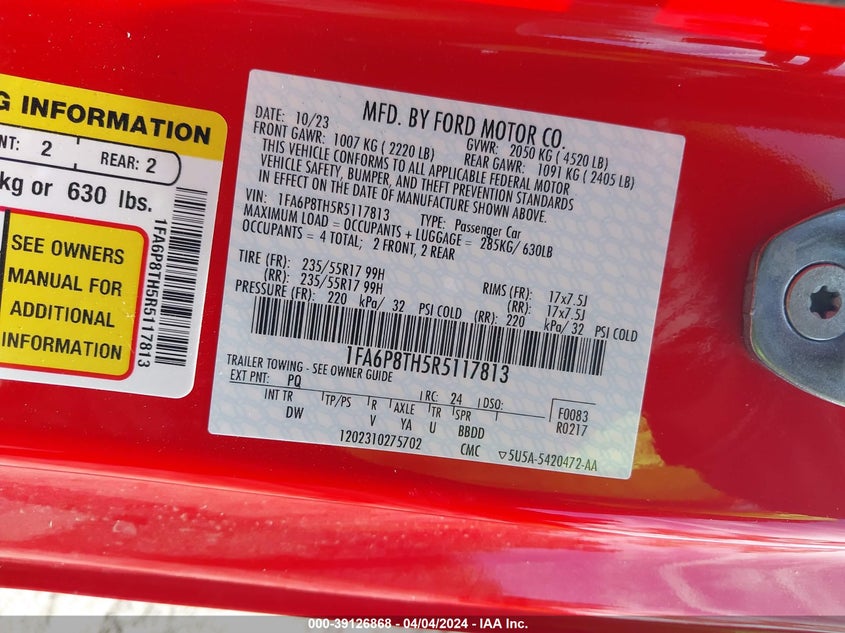 G INFORMATION
NT: 2 REAR: 2
kg or 630 lbs.
SEE OWNERS
MANUAL FOR
ADDITIONAL
INFORMATION
1FA6P8TH5R5117813
MFD. BY FORD MOTOR CO.
DATE: 10/23 GVWR: 2050 KG (4520 LB)
FRONT GAWR: 1007 KG (2220 LB) REAR GAWR: 1091 KG (2405 LB)
THIS VEHICLE CONFORMS TO ALL APPLICABLE FEDERAL MOTOR
VEHICLE SAFETY, BUMPER, AND THEFT PREVENTION STANDARDS
IN EFFECT ON THE DATE OF MANUFACTURE SHOWN ABOVE.
VIN: 1FA6P8TH5R5117813 TYPE: Passenger Car
MAXIMUM LOAD = OCCUPANTS + LUGGAGE = 285KG/ 630LB
OCCUPANTS = 4 TOTAL; 2 FRONT, 2 REAR
TIRE (FR): 235/55R17 99H RIMS (FR): 17x7.5J
(RR): 235/55R17 99H (RR): 17x7.5J
PRESSURE (FR): 220 kPa/ 32 PSI COLD (RR): 220 kPa/ 32 PSI COLD
1FA6P8TH5R5117813
TRAILER TOWING - SEE OWNER GUIDE
EXT PNT: PQ RC: 24 DSO: F0083
INT TR TP/PS R AXLE TR SPR R0217
DW V YA U BBDD
1202310275702 CMC ▽5U5A-5420472-AA
000-39126868 - 04/04/2024 - IAA Inc.